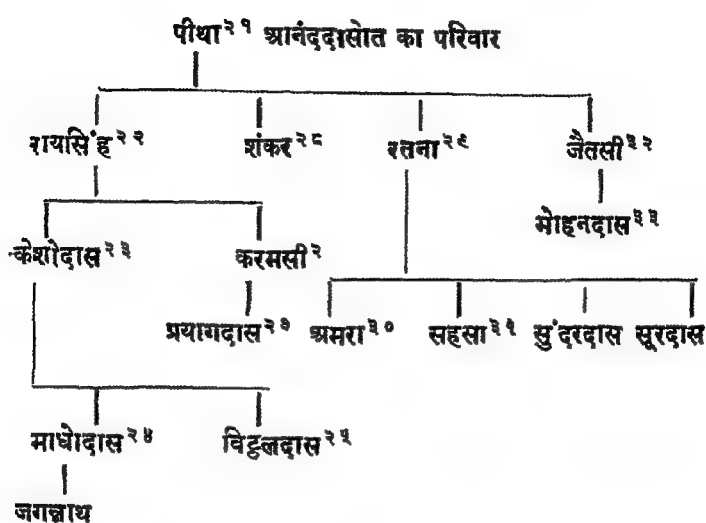 पीथा२१ आनंददासोत का परिवार
रायसिंह२२ शंकर२८ रतना२९ जैतसी३२
केशोदास२३ करमसी२ मोहनदास३३
प्रयागदास२७ अमरा३० सहसा३१ सुंदरदास सूरदास
माधोदास२४ विट्ठलदास२५
जगन्नाथ